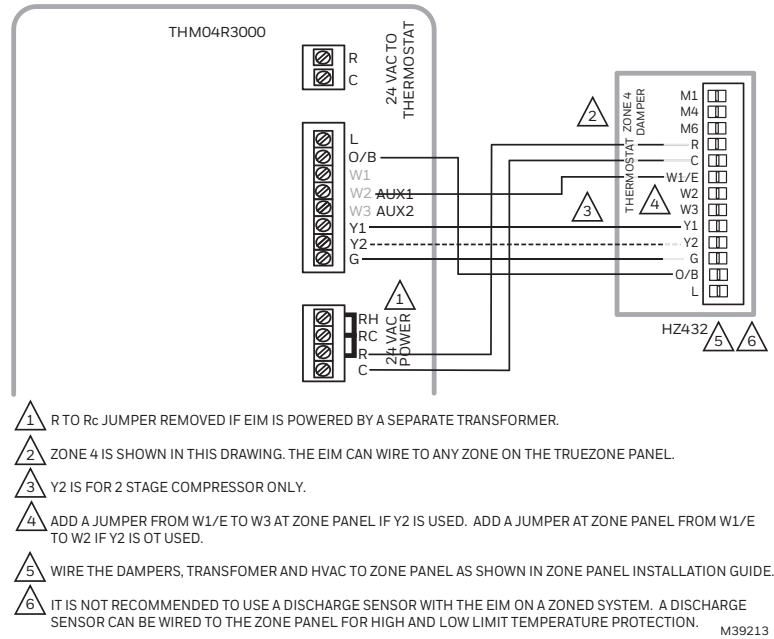 THM04R3000
24 VAC TO
THERMOSTAT
R
C
L
O/B
W1
W2 AUX1
W3 AUX2
Y1
Y2
G
1
RH
RC
R
C
24 VAC
POWER
2
3
4
THERMOSTAT ZONE 4
DAMPER
M1
M4
M6
R
C
W1/E
W2
W3
Y1
Y2
G
O/B
L
HZ432
5
6
1 R TO Rc JUMPER REMOVED IF EIM IS POWERED BY A SEPARATE TRANSFORMER.
2 ZONE 4 IS SHOWN IN THIS DRAWING. THE EIM CAN WIRE TO ANY ZONE ON THE TRUEZONE PANEL.
3 Y2 IS FOR 2 STAGE COMPRESSOR ONLY.
4 ADD A JUMPER FROM W1/E TO W3 AT ZONE PANEL IF Y2 IS USED. ADD A JUMPER AT ZONE PANEL FROM W1/E
TO W2 IF Y2 IS OT USED.
5 WIRE THE DAMPERS, TRANSFOMER AND HVAC TO ZONE PANEL AS SHOWN IN ZONE PANEL INSTALLATION GUIDE.
6 IT IS NOT RECOMMENDED TO USE A DISCHARGE SENSOR WITH THE EIM ON A ZONED SYSTEM. A DISCHARGE
SENSOR CAN BE WIRED TO THE ZONE PANEL FOR HIGH AND LOW LIMIT TEMPERATURE PROTECTION.
M39213